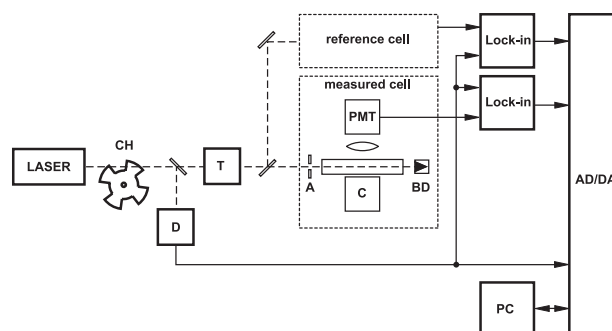 reference cell
Lock-in
measured cell
PMT
Lock-in
CH
LASER
T
A
C
BD
AD/DA
D
PC